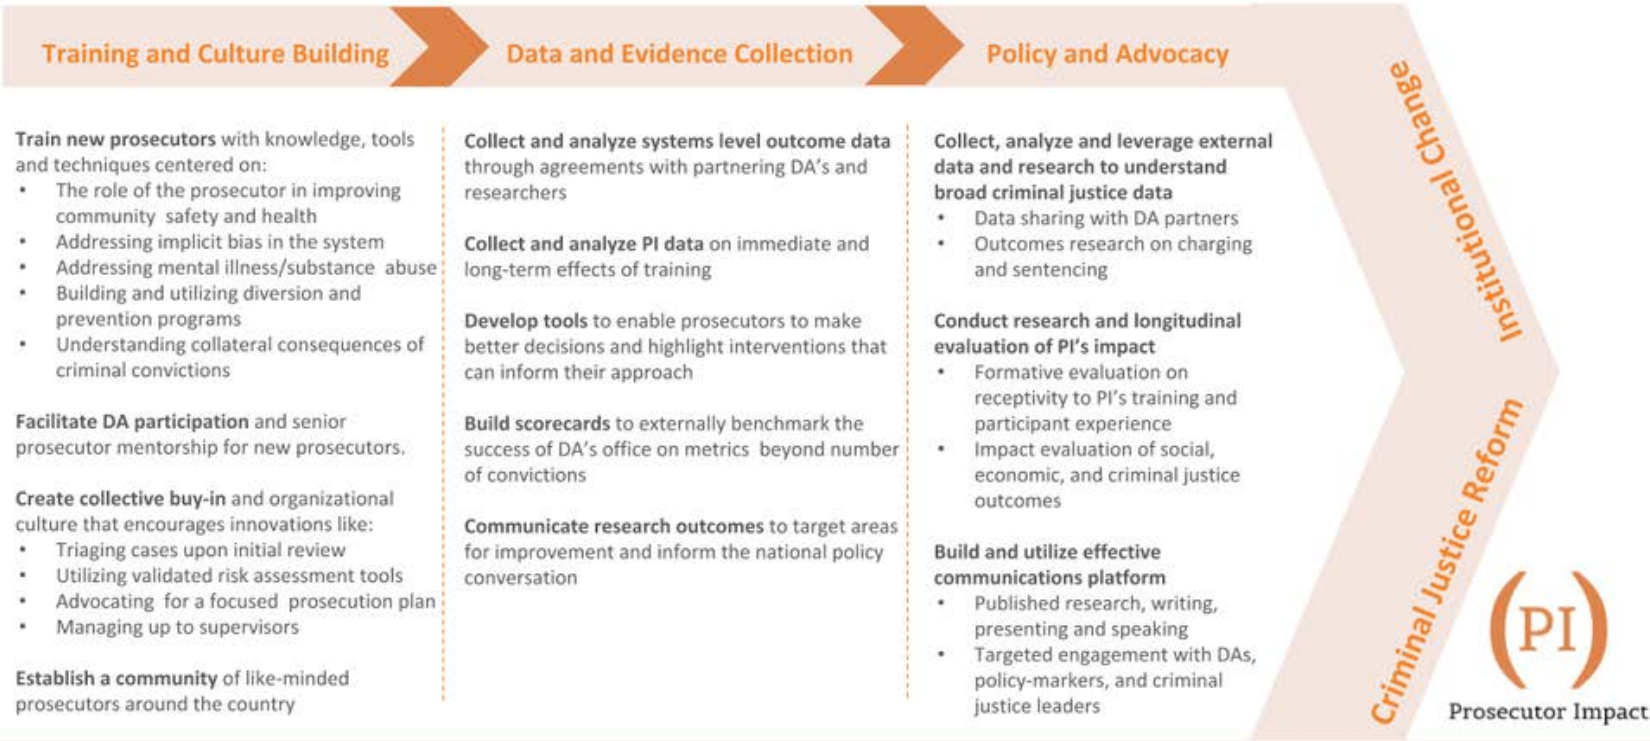 Training and Culture Building
Data and Evidence Collection
Policy and Advocacy
Train new prosecutors with knowledge, tools
and techniques centered on:
• The role of the prosecutor in improving
community safety and health
• Addressing implicit bias in the system
• Addressing mental illness/substance abuse
• Building and utilizing diversion and
prevention programs
• Understanding collateral consequences of
criminal convictions
Facilitate DA participation and senior
prosecutor mentorship for new prosecutors.
Create collective buy-in and organizational
culture that encourages innovations like:
• Triaging cases upon initial review
• Utilizing validated risk assessment tools
• Advocating for a focused prosecution plan
• Managing up to supervisors
Establish a community of like-minded
prosecutors around the country
Collect and analyze systems level outcome data
through agreements with partnering DA's and
researchers
Collect and analyze PI data on immediate and
long-term effects of training
Develop tools to enable prosecutors to make
better decisions and highlight interventions that
can inform their approach
Build scorecards to externally benchmark the
success of DA's office on metrics beyond number
of convictions
Communicate research outcomes to target areas
for improvement and inform the national policy
conversation
Collect, analyze and leverage external
data and research to understand
broad criminal justice data
• Data sharing with DA partners
• Outcomes research on charging
and sentencing
Conduct research and longitudinal
evaluation of PI's impact
• Formative evaluation on
receptivity to PI's training and
participant experience
• Impact evaluation of social,
economic, and criminal justice
outcomes
Build and utilize effective
communications platform
• Published research, writing,
presenting and speaking
• Targeted engagement with DAs,
policy-markers, and criminal
justice leaders
Institutional Change
Criminal Justice Reform
(PI)
Prosecutor Impact